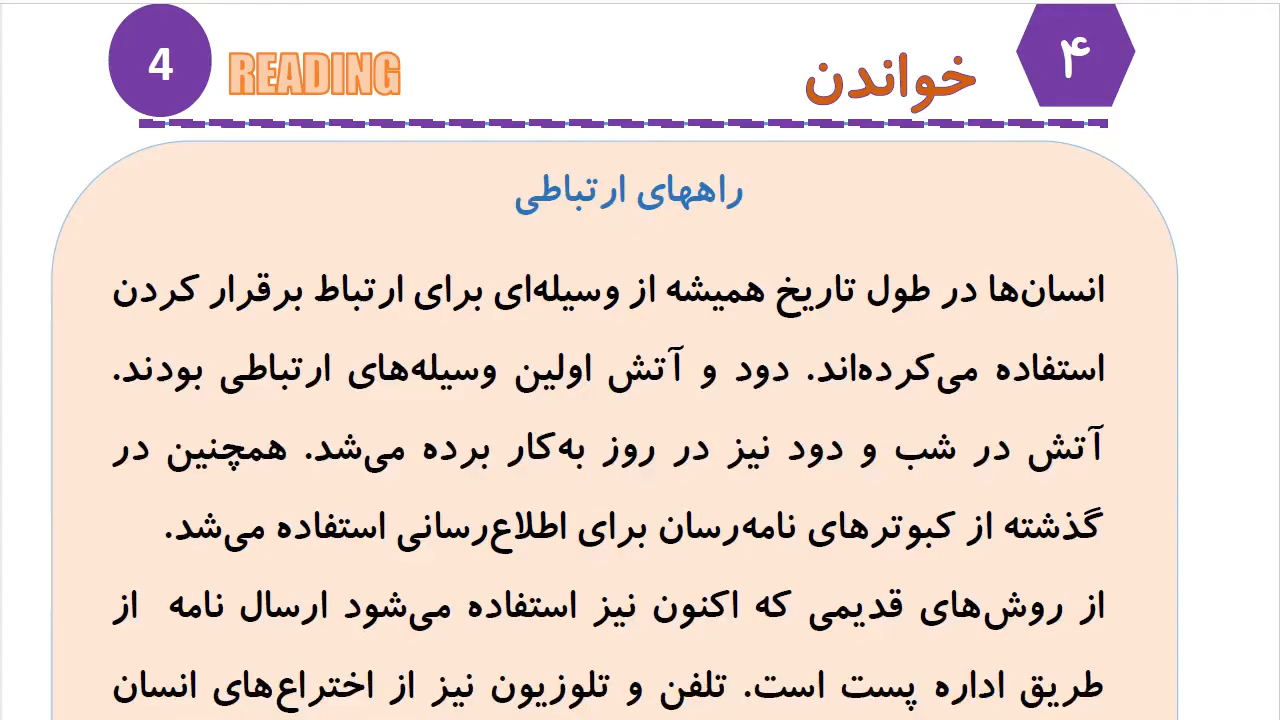 ۴
خواندن
READING
4
راههای ارتباطی
انسان‌ها در طول تاریخ همیشه از وسیله‌ای برای ارتباط برقرار کردن
استفاده می‌کرده‌اند. دود و آتش اولین وسیله‌های ارتباطی بودند.
آتش در شب و دود نیز در روز به‌کار برده می‌شد. همچنین در
گذشته از کبوترهای نامه‌رسان برای اطلاع‌رسانی استفاده می‌شد.
از روش‌های قدیمی که اکنون نیز استفاده می‌شود ارسال نامه از
طریق اداره پست است. تلفن و تلوزیون نیز از اختراع‌های انسان